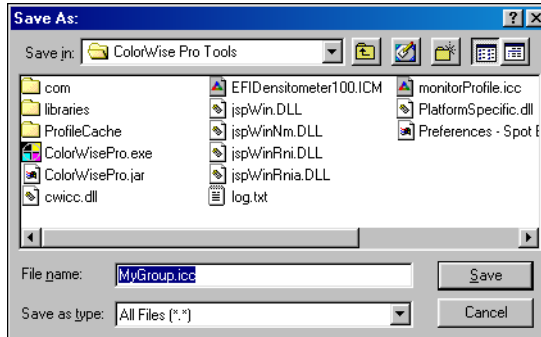 Save As:
Save in: ColorWise Pro Tools
com
libraries
ProfileCache
ColorWisePro.exe
ColorWisePro.jar
cwicc.dll
EFIDensitometer100.ICM
jspWin.DLL
jspWinNm.DLL
jspWinRni.DLL
jspWinRnia.DLL
log.txt
monitorProfile.icc
PlatformSpecific.dll
Preferences - Spot
File name: MyGroup.icc
Save
Save as type: All Files (*.*)
Cancel